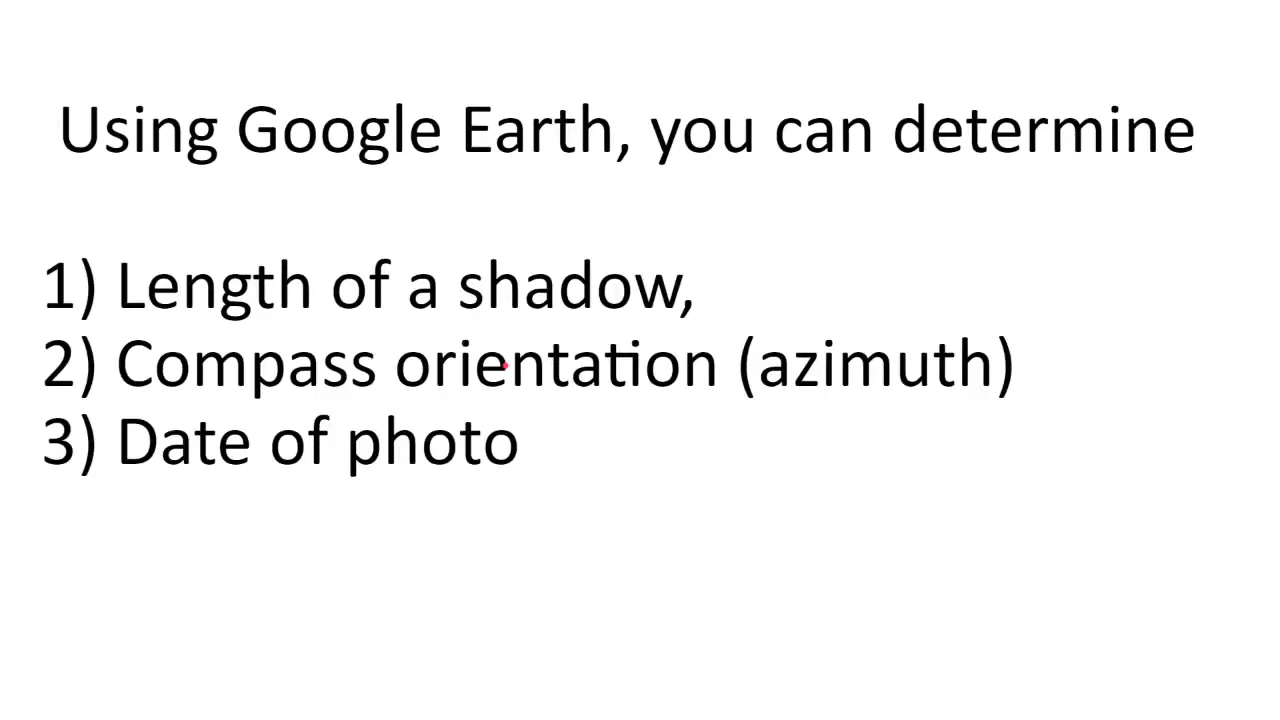 Using Google Earth, you can determine
1) Length of a shadow,
2) Compass orientation (azimuth)
3) Date of photo